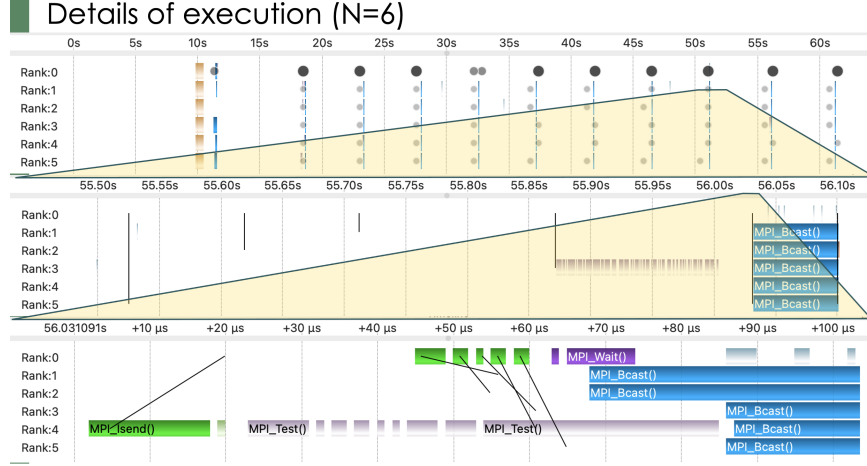 Details of execution (N=6)
0s 5s 10s 15s 20s 25s 30s 35s 40s 45s 50s 55s 60s
Rank:0
Rank:1
Rank:2
Rank:3
Rank:4
Rank:5
55.50s 55.55s 55.60s 55.65s 55.70s 55.75s 55.80s 55.85s 55.90s 55.95s 56.00s 56.05s 56.10s
Rank:0
Rank:1 MPI_Bcast()
Rank:2 MPI_Bcast()
Rank:3 MPI_Bcast()
Rank:4 MPI_Bcast()
Rank:5 MPI_Bcast()
56.031091s +10 μs +20 μs +30 μs +40 μs +50 μs +60 μs +70 μs +80 μs +90 μs +100 μs
Rank:0 MPI_Wait()
Rank:1 MPI_Bcast()
Rank:2 MPI_Bcast()
Rank:3 MPI_Bcast()
Rank:4 MPI_Isend() MPI_Test() MPI_Test() MPI_Bcast()
Rank:5 MPI_Bcast()